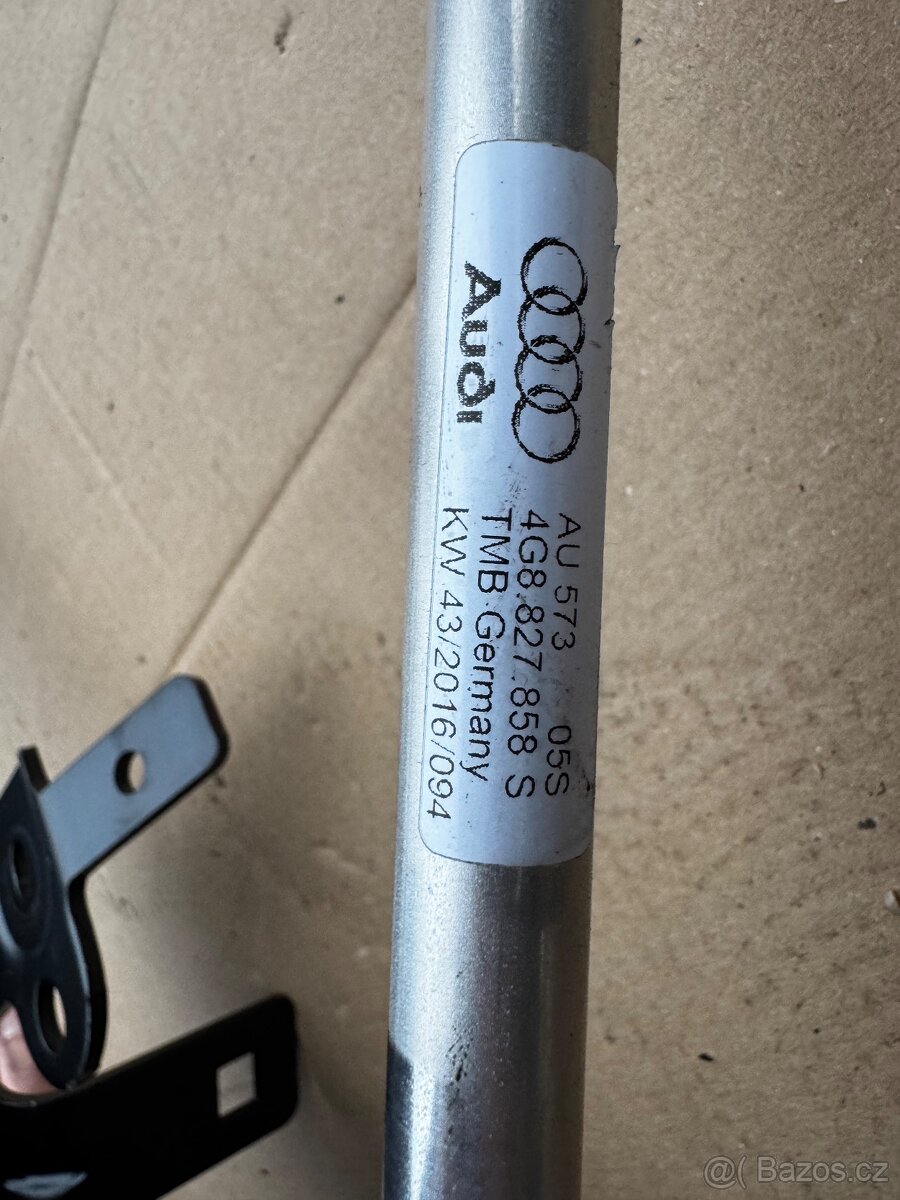 Audi
AU 573 05S
4G8.827.858 S
TMB Germany
KW 43/2016/094
@( Bazos.cz